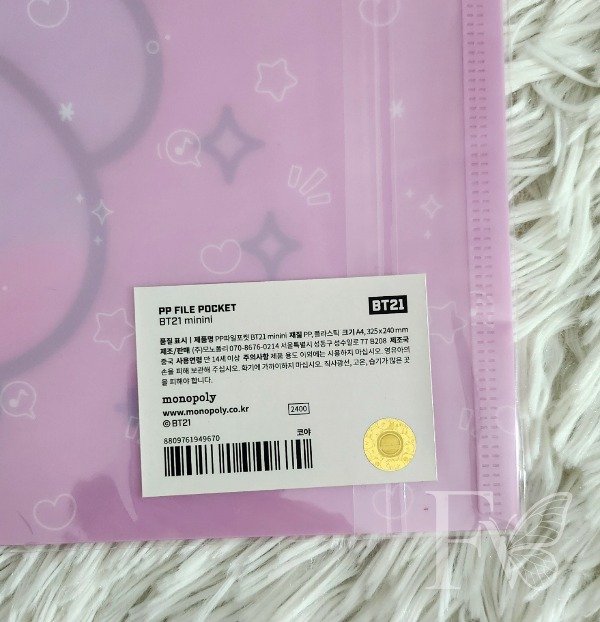 PP FILE POCKET
BT21 minini
BT21
품질 표시 | 제품명 PP파일포켓 BT21 minini 재질 PP, 플라스틱 크기 A4, 325x240mm
제조/판매 (주)모노폴리 070-8676-0214 서울특별시 성동구 성수일로 77 B208 제조국
중국 사용연령 만 14세 이상 주의사항 제품 용도 이외에는 사용하지 마십시오. 영유아의
손을 피해 보관해 주십시오. 화기에 가까이하지 마십시오. 직사광선, 고온, 습기가 많은 곳
을 피해야 합니다.
monopoly
www.monopoly.co.kr
2400
©BT21
코야
8809761949670
FV